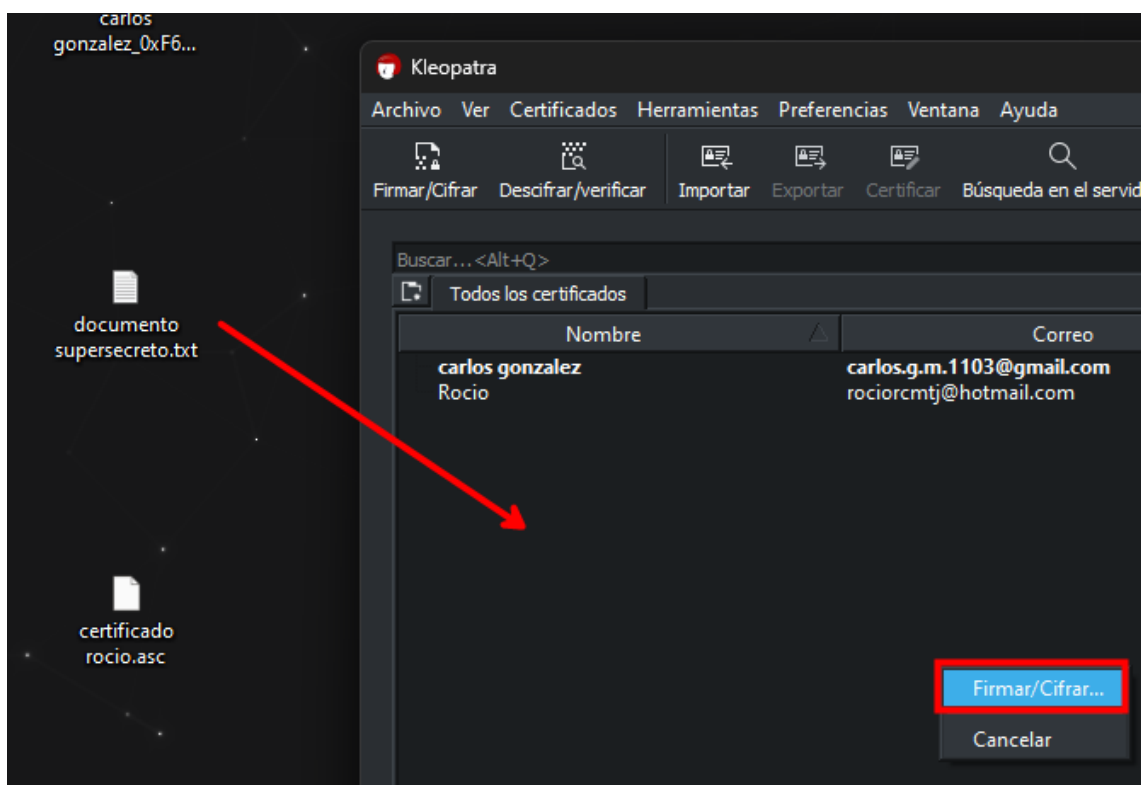 carlos
gonzalez_0xF6...
documento
supersecreto.txt
certificado
rocio.asc
Kleopatra
Archivo Ver Certificados Herramientas Preferencias Ventana Ayuda
Firmar/Cifrar Descifrar/verificar Importar Exportar Certificar Búsqueda en el servid
Buscar...<Alt+Q>
Todos los certificados
Nombre Correo
carlos gonzalez carlos.g.m.1103@gmail.com
Rocio rociorcmtj@hotmail.com
Firmar/Cifrar...
Cancelar